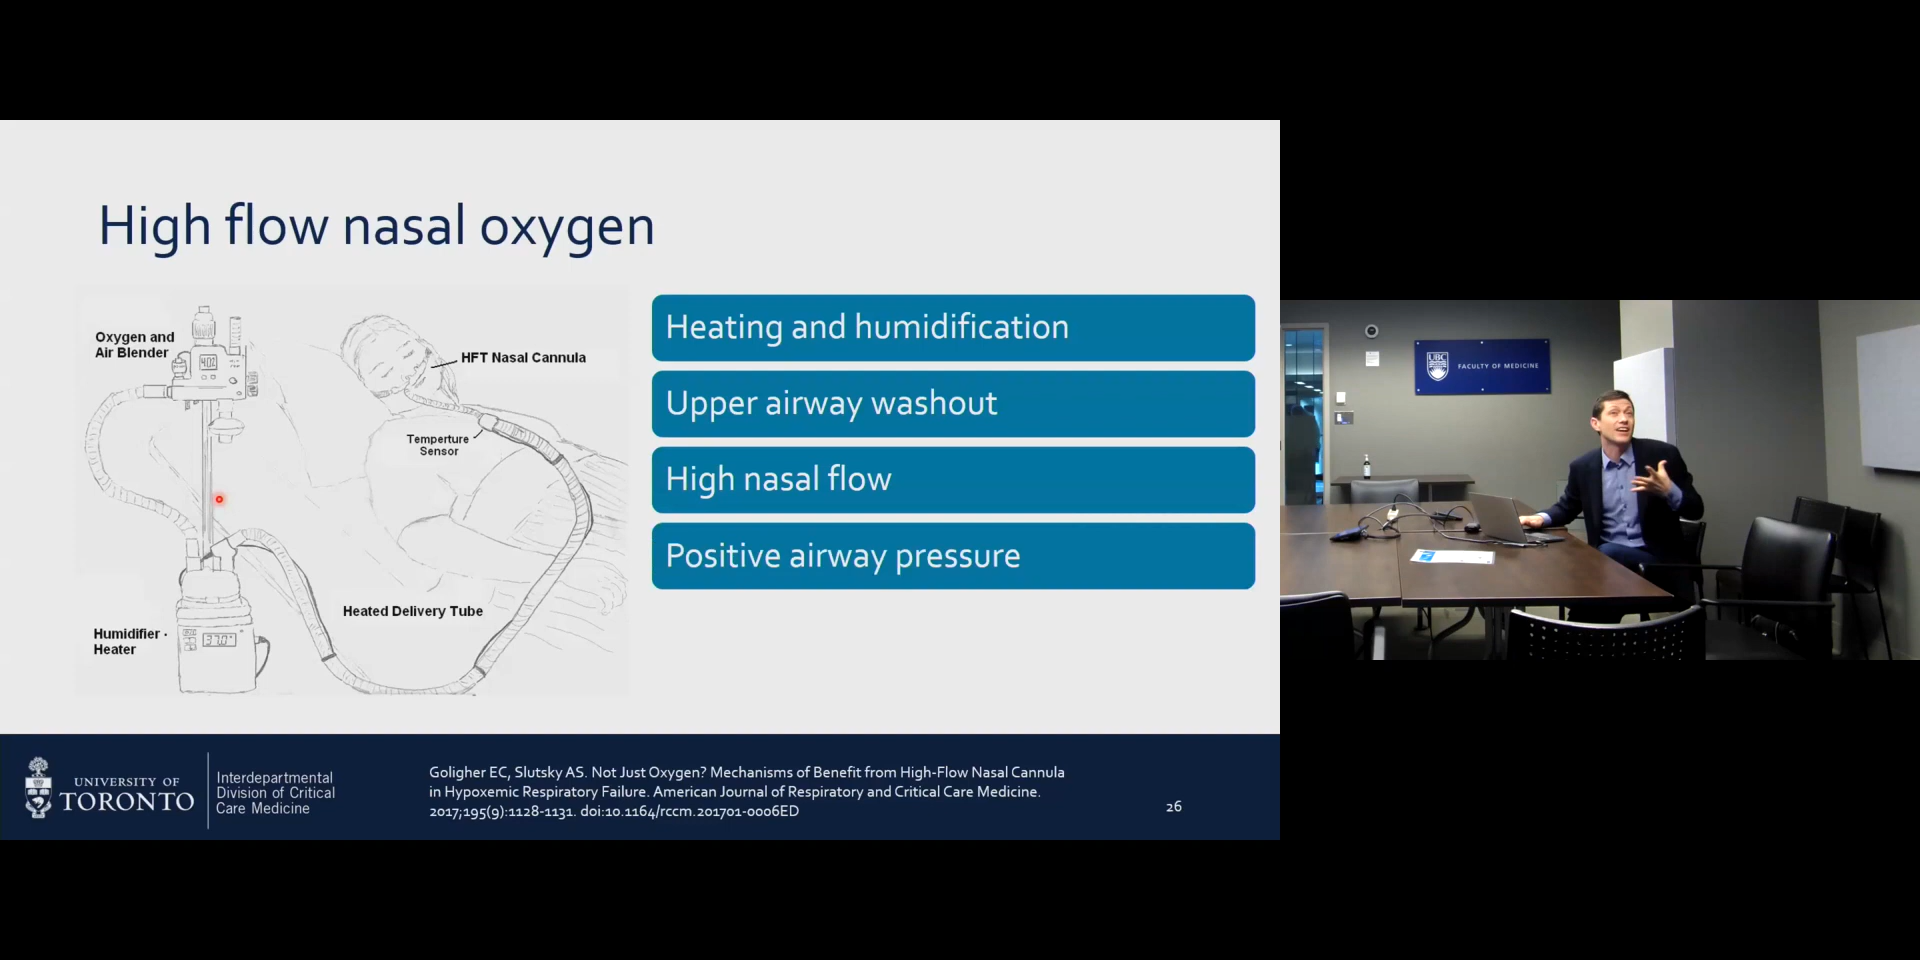 High flow nasal oxygen
Oxygen and
Air Blender
HFT Nasal Cannula
Temperture
Sensor
Heated Delivery Tube
Humidifier -
Heater
37.0°
Heating and humidification
Upper airway washout
High nasal flow
Positive airway pressure
UNIVERSITY OF
TORONTO
Interdepartmental
Division of Critical
Care Medicine
Goligher EC, Slutsky AS. Not Just Oxygen? Mechanisms of Benefit from High-Flow Nasal Cannula
in Hypoxemic Respiratory Failure. American Journal of Respiratory and Critical Care Medicine.
2017;195(9):1128-1131. doi:10.1164/rccm.201701-0006ED
26
UBC
FACULTY OF MEDICINE